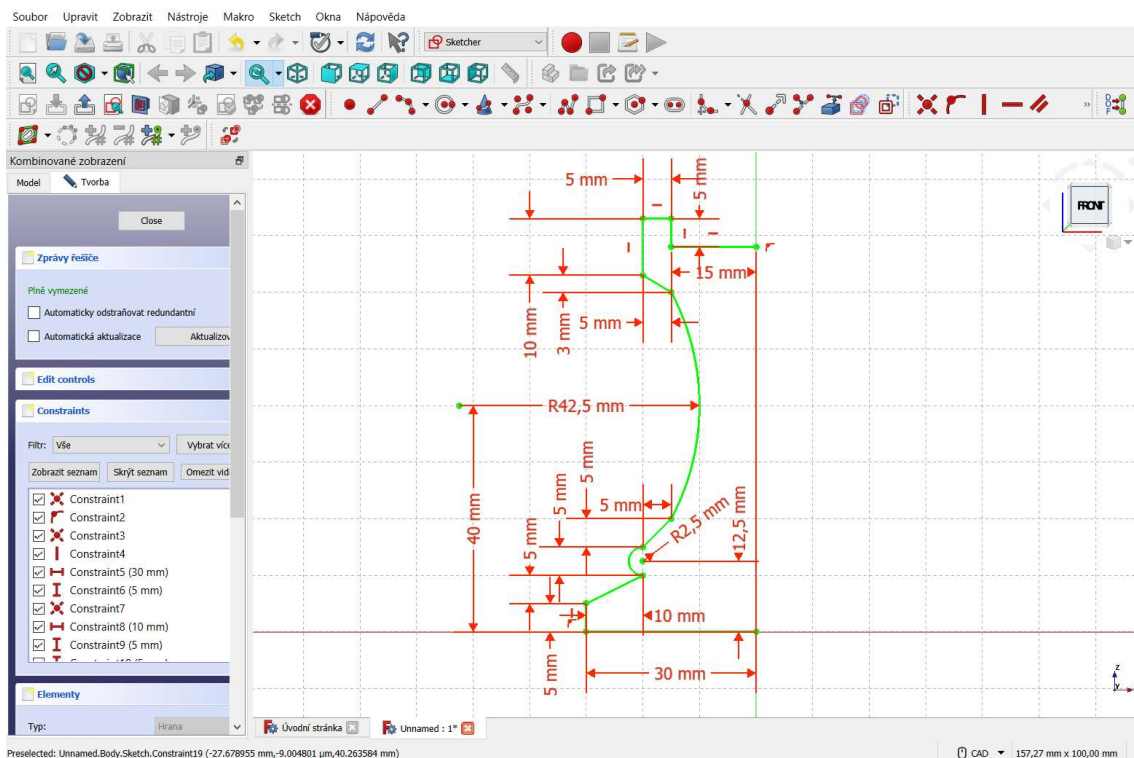 Soubor Upravit Zobrazit Nástroje Makro Sketch Okna Nápověda
Sketcher
Kombinované zobrazení
Model Tvorba
Close
Zprávy řešiče
Plně vymezené
Automaticky odstraňovat redundantní
Automatická aktualizace Aktualizov
Edit controls
Constraints
Filtr: Vše Vybrat více
Zobrazit seznam Skrýt seznam Omezit vid
Constraint1
Constraint2
Constraint3
Constraint4
Constraint5 (30 mm)
Constraint6 (5 mm)
Constraint7
Constraint8 (10 mm)
Constraint9 (5 mm)
Elementy
Typ: Hrana
5 mm
5 mm
15 mm
10 mm
3 mm
5 mm
R42,5 mm
40 mm
5 mm
5 mm
5 mm
5 mm
R2,5 mm
12,5 mm
10 mm
5 mm
30 mm
FRONT
z
y
Úvodní stránka
Unnamed : 1*
Preselected: Unnamed.Body.Sketch.Constraint19 (-27.678955 mm,-9.004801 µm,40.263584 mm)
CAD 157,27 mm x 100,00 mm